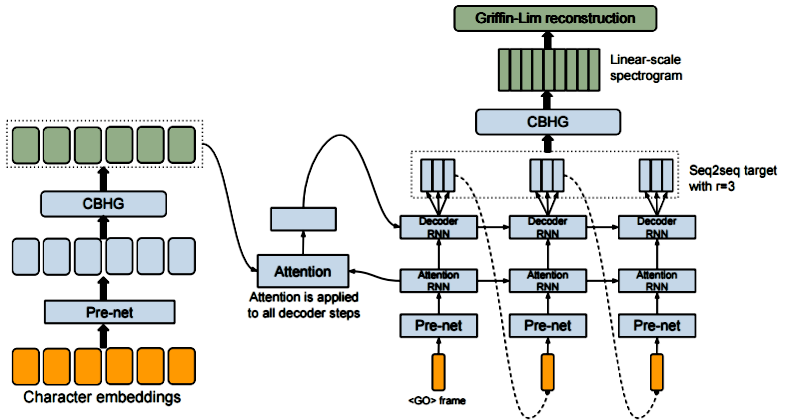 Griffin-Lim reconstruction
Linear-scale
spectrogram
CBHG
Seq2seq target
with r=3
CBHG
Pre-net
Character embeddings
Attention
Attention is applied
to all decoder steps
Decoder
RNN
Decoder
RNN
Decoder
RNN
Attention
RNN
Attention
RNN
Attention
RNN
Pre-net
Pre-net
Pre-net
<GO> frame